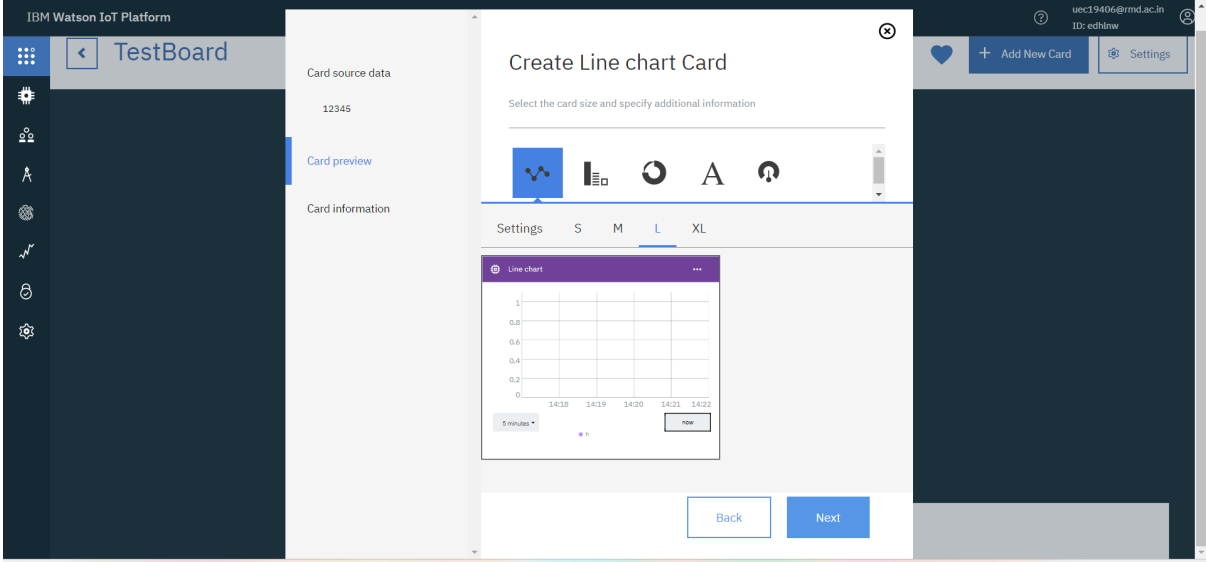 IBM Watson IoT Platform
uec19406@rmd.ac.in
ID: edhlnw
TestBoard
Add New Card
Settings
Card source data
12345
Card preview
Card information
Create Line chart Card
Select the card size and specify additional information
Settings S M L XL
Line chart
1
0.8
0.6
0.4
0.2
0
14:18 14:19 14:20 14:21 14:22
5 minutes
now
h
Back
Next